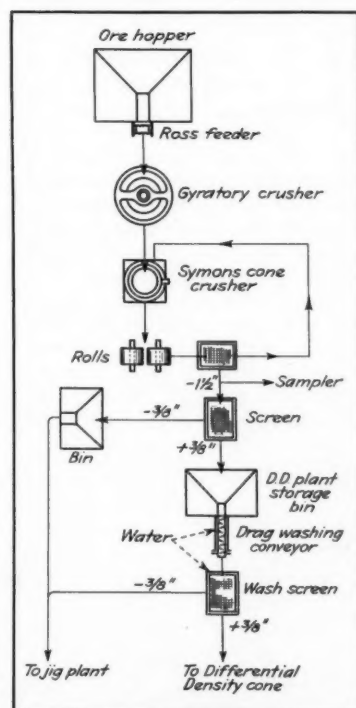 Ore hopper
Ross feeder
Gyratory crusher
Symons cone
crusher
Rolls
-1½"
Sampler
-3/8"
Screen
+3/8"
Bin
D.D. plant
storage
bin
Water
Drag washing
conveyor
-3/8"
Wash screen
+3/8"
To jig plant
To Differential
Density cone